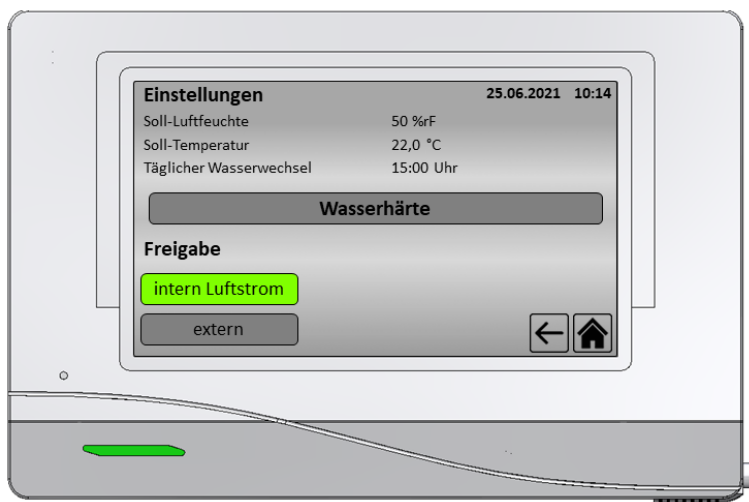 Einstellungen 25.06.2021 10:14
Soll-Luftfeuchte 50 %rF
Soll-Temperatur 22,0 °C
Täglicher Wasserwechsel 15:00 Uhr
Wasserhärte
Freigabe
intern Luftstrom
extern